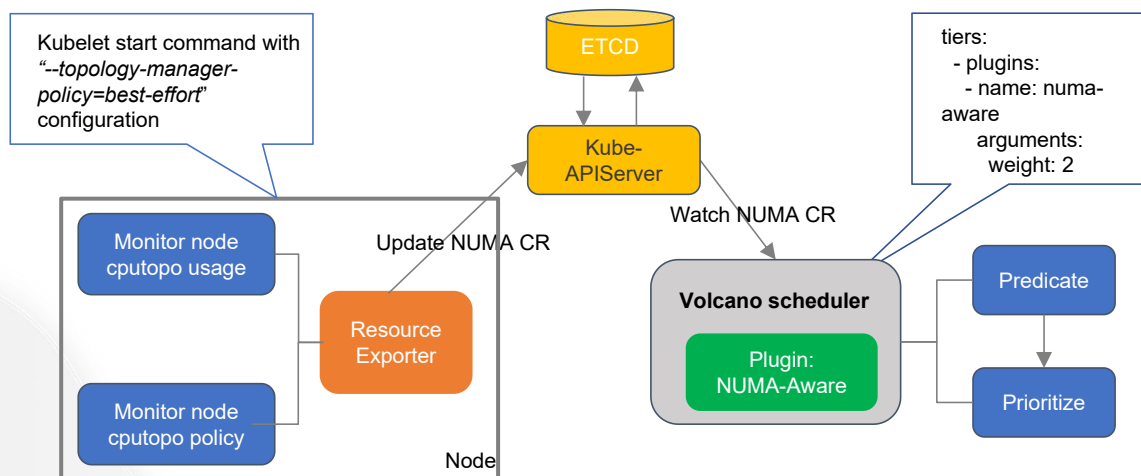 Kubelet start command with
“--topology-manager-
policy=best-effort”
configuration
ETCD
tiers:
- plugins:
- name: numa-
aware
arguments:
weight: 2
Kube-
APIServer
Monitor node
cputopo usage
Update NUMA CR
Watch NUMA CR
Resource
Exporter
Volcano scheduler
Plugin:
NUMA-Aware
Predicate
Prioritize
Monitor node
cputopo policy
Node